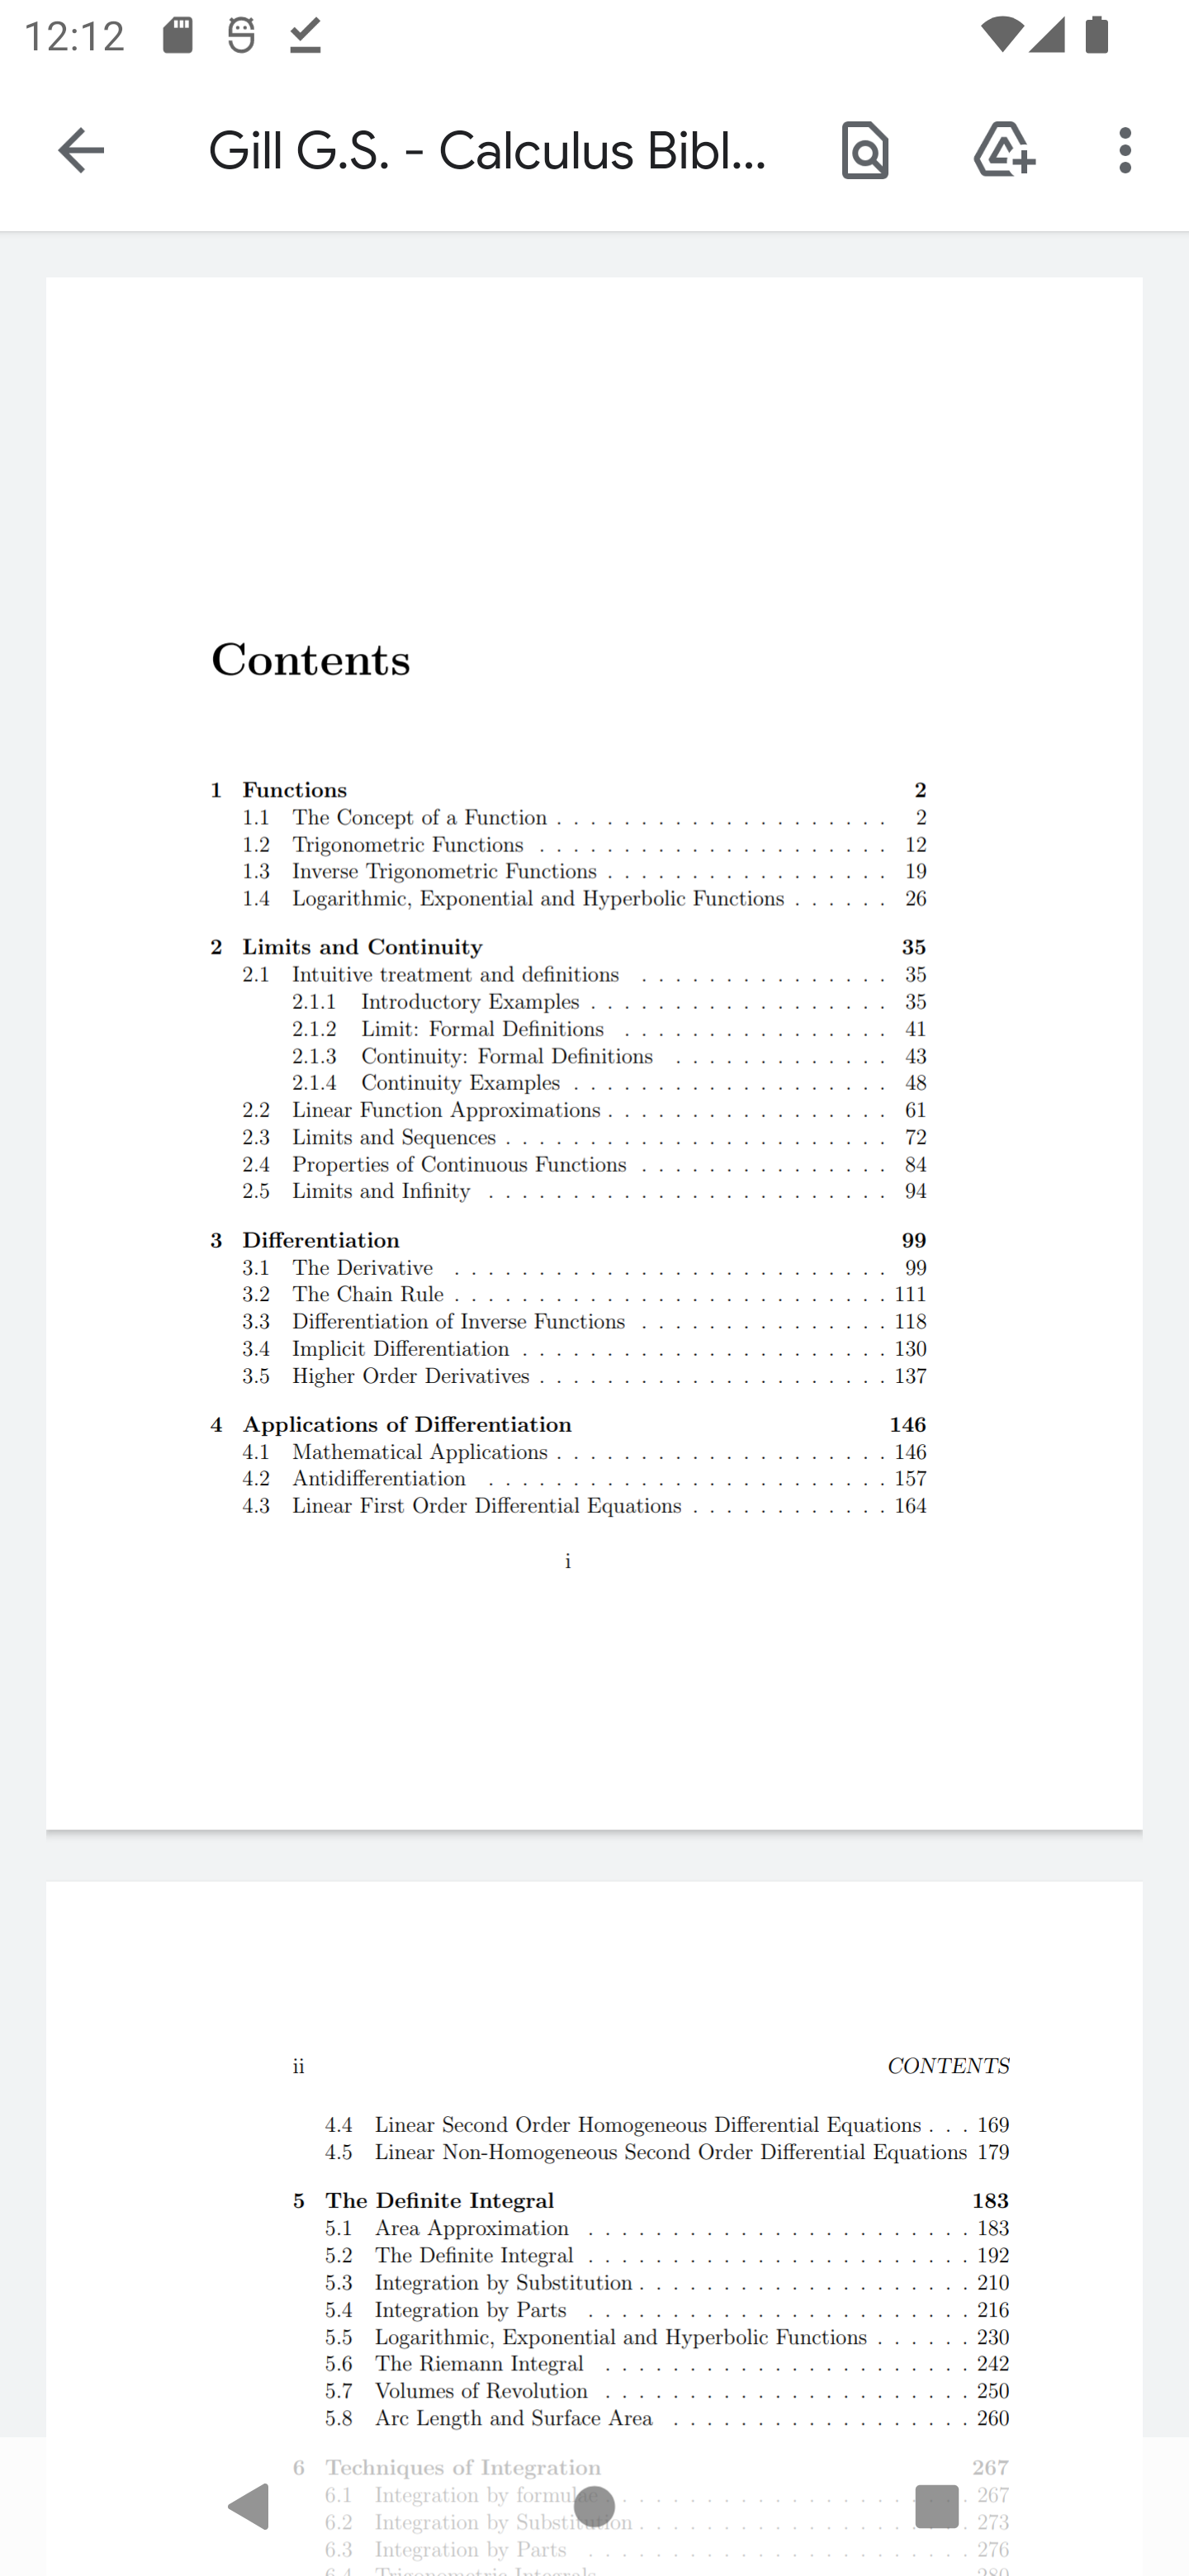 12:12
Gill G.S. - Calculus Bibl...
Contents
1 Functions 2
1.1 The Concept of a Function . . . . . . . . . . . . . . . . . . . . 2
1.2 Trigonometric Functions . . . . . . . . . . . . . . . . . . . . . 12
1.3 Inverse Trigonometric Functions . . . . . . . . . . . . . . . . . 19
1.4 Logarithmic, Exponential and Hyperbolic Functions . . . . . . 26
2 Limits and Continuity 35
2.1 Intuitive treatment and definitions . . . . . . . . . . . . . . . 35
2.1.1 Introductory Examples . . . . . . . . . . . . . . . . . . 35
2.1.2 Limit: Formal Definitions . . . . . . . . . . . . . . . . 41
2.1.3 Continuity: Formal Definitions . . . . . . . . . . . . . 43
2.1.4 Continuity Examples . . . . . . . . . . . . . . . . . . . 48
2.2 Linear Function Approximations . . . . . . . . . . . . . . . . . 61
2.3 Limits and Sequences . . . . . . . . . . . . . . . . . . . . . . . 72
2.4 Properties of Continuous Functions . . . . . . . . . . . . . . . 84
2.5 Limits and Infinity . . . . . . . . . . . . . . . . . . . . . . . . 94
3 Differentiation 99
3.1 The Derivative . . . . . . . . . . . . . . . . . . . . . . . . . . 99
3.2 The Chain Rule . . . . . . . . . . . . . . . . . . . . . . . . . . 111
3.3 Differentiation of Inverse Functions . . . . . . . . . . . . . . . 118
3.4 Implicit Differentiation . . . . . . . . . . . . . . . . . . . . . . 130
3.5 Higher Order Derivatives . . . . . . . . . . . . . . . . . . . . . 137
4 Applications of Differentiation 146
4.1 Mathematical Applications . . . . . . . . . . . . . . . . . . . . 146
4.2 Antidifferentiation . . . . . . . . . . . . . . . . . . . . . . . . 157
4.3 Linear First Order Differential Equations . . . . . . . . . . . . 164
i
ii CONTENTS
4.4 Linear Second Order Homogeneous Differential Equations . . . 169
4.5 Linear Non-Homogeneous Second Order Differential Equations 179
5 The Definite Integral 183
5.1 Area Approximation . . . . . . . . . . . . . . . . . . . . . . . 183
5.2 The Definite Integral . . . . . . . . . . . . . . . . . . . . . . . 192
5.3 Integration by Substitution . . . . . . . . . . . . . . . . . . . . 210
5.4 Integration by Parts . . . . . . . . . . . . . . . . . . . . . . . 216
5.5 Logarithmic, Exponential and Hyperbolic Functions . . . . . . 230
5.6 The Riemann Integral . . . . . . . . . . . . . . . . . . . . . . 242
5.7 Volumes of Revolution . . . . . . . . . . . . . . . . . . . . . . 250
5.8 Arc Length and Surface Area . . . . . . . . . . . . . . . . . . 260
6 Techniques of Integration 267
6.1 Integration by formulae . . . . . . . . . . . . . . . . . . . . . . 267
6.2 Integration by Substitution . . . . . . . . . . . . . . . . . . . . 273
6.3 Integration by Parts . . . . . . . . . . . . . . . . . . . . . . . 276
6.4 Trigonometric Integrals 280